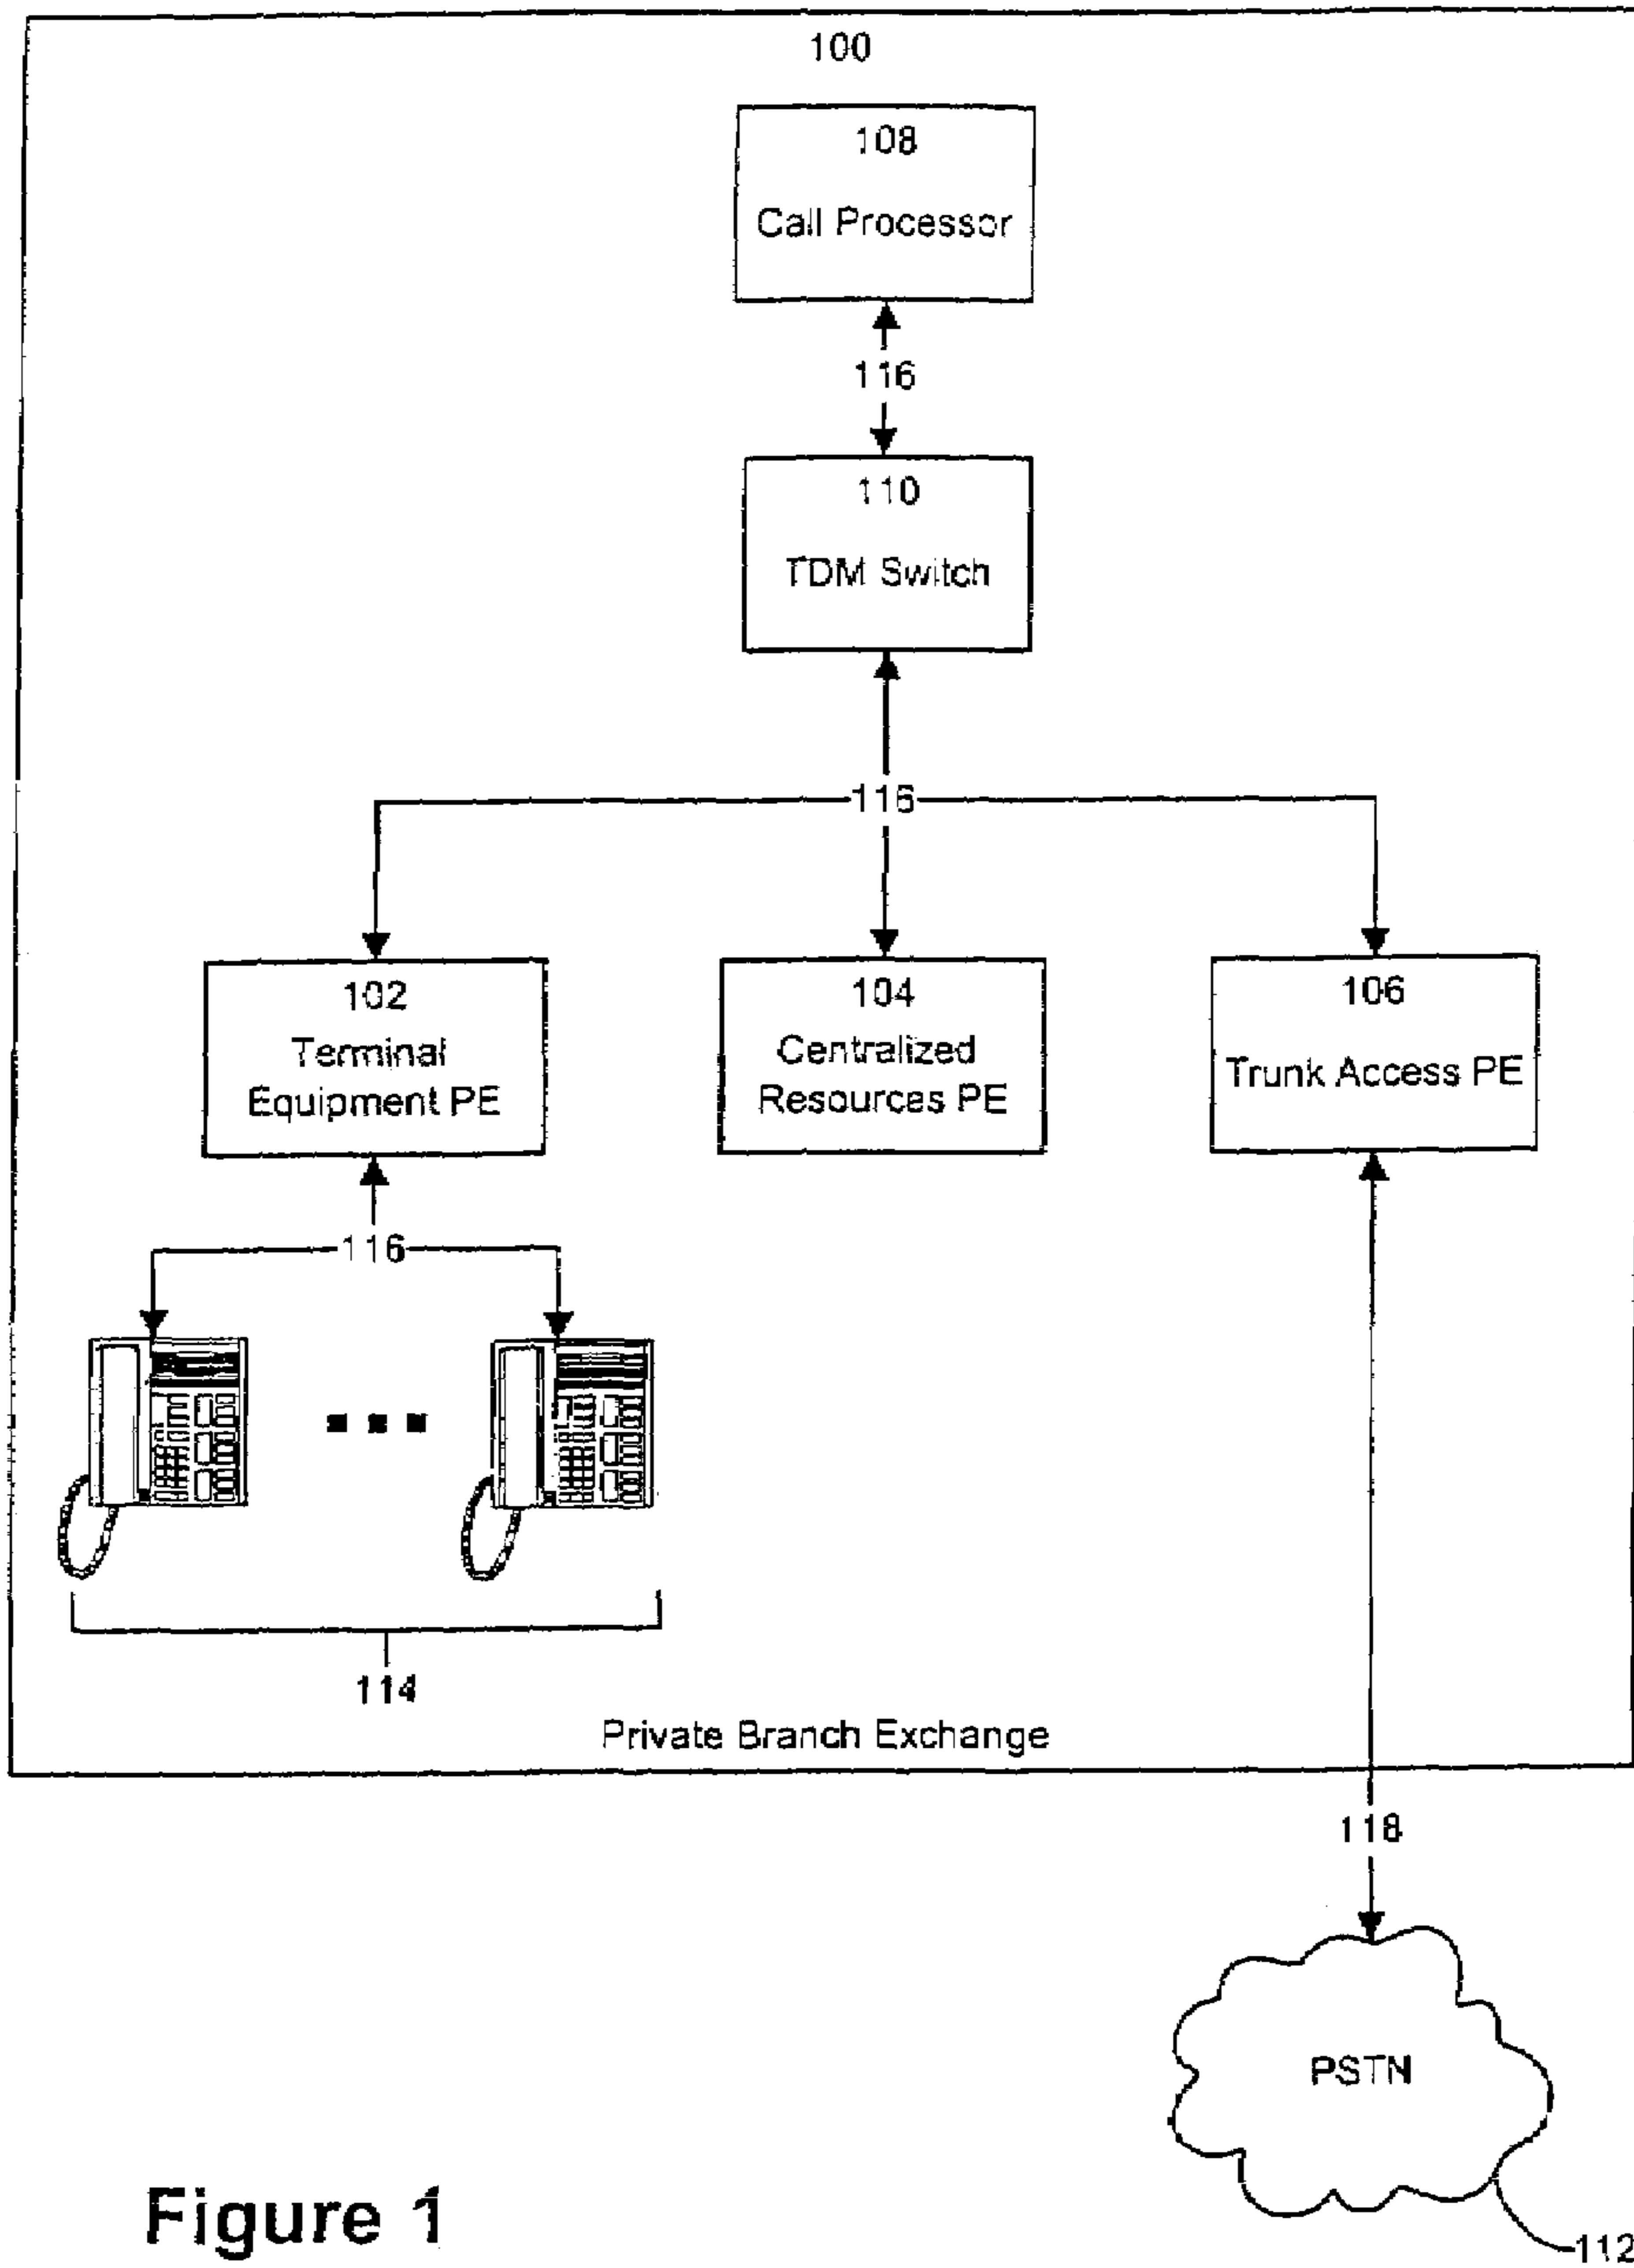 100
108
Call Processor
116
110
TDM Switch
116
102
Terminal
Equipment PE
104
Centralized
Resources PE
106
Trunk Access PE
116
114
Private Branch Exchange
118
PSTN
112
Figure 1